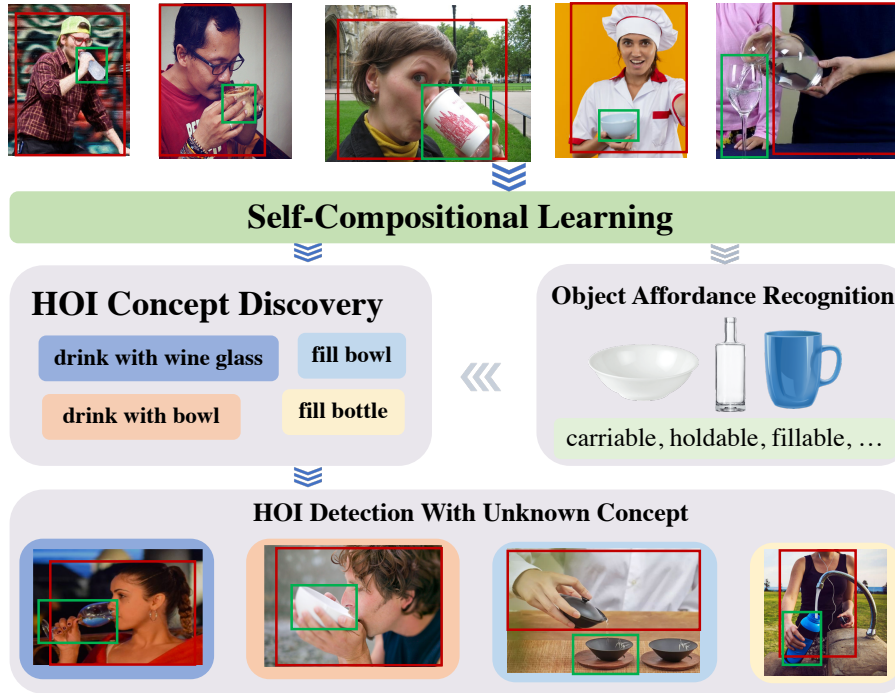 Self-Compositional Learning
HOI Concept Discovery
drink with wine glass
fill bowl
drink with bowl
fill bottle
Object Affordance Recognition
carriable, holdable, fillable, …
HOI Detection With Unknown Concept